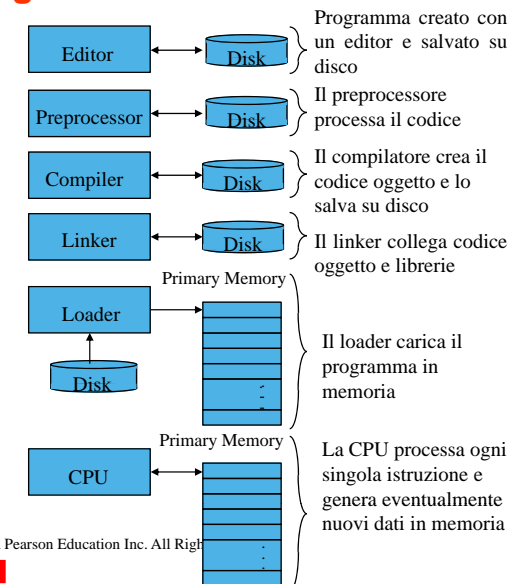 Editor
Disk
Programma creato con
un editor e salvato su
disco
Preprocessor
Disk
Il preprocessore
processa il codice
Compiler
Disk
Il compilatore crea il
codice oggetto e lo
salva su disco
Linker
Disk
Il linker collega codice
oggetto e librerie
Primary Memory
Loader
Disk
Il loader carica il
programma in
memoria
Primary Memory
CPU
La CPU processa ogni
singola istruzione e
genera eventualmente
nuovi dati in memoria
Pearson Education Inc. All Righ